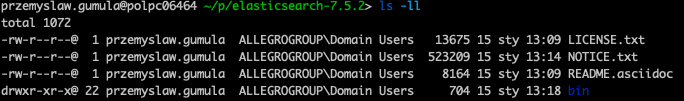 przemyslaw.gumula@polpc06464 ~/p/elasticsearch-7.5.2> ls -ll
total 1072
-rw-r--r--@  1 przemyslaw.gumula  ALLEGROGROUP\Domain Users   13675 15 sty 13:09 LICENSE.txt
-rw-r--r--@  1 przemyslaw.gumula  ALLEGROGROUP\Domain Users  523209 15 sty 13:14 NOTICE.txt
-rw-r--r--@  1 przemyslaw.gumula  ALLEGROGROUP\Domain Users    8164 15 sty 13:09 README.asciidoc
drwxr-xr-x@ 22 przemyslaw.gumula  ALLEGROGROUP\Domain Users     704 15 sty 13:18 bin